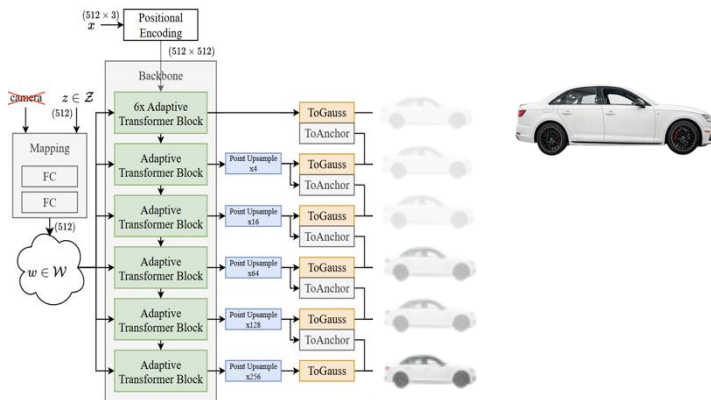 (512 × 3)
x
Positional
Encoding
(512 × 512)
Backbone
camera
z ∈ Z
(512)
Mapping
FC
FC
(512)
w ∈ W
6x Adaptive
Transformer Block
ToGauss
ToAnchor
Adaptive
Transformer Block
Point Upsample
x4
ToGauss
ToAnchor
Adaptive
Transformer Block
Point Upsample
x16
ToGauss
ToAnchor
Adaptive
Transformer Block
Point Upsample
x64
ToGauss
ToAnchor
Adaptive
Transformer Block
Point Upsample
x128
ToGauss
ToAnchor
Adaptive
Transformer Block
Point Upsample
x256
ToGauss